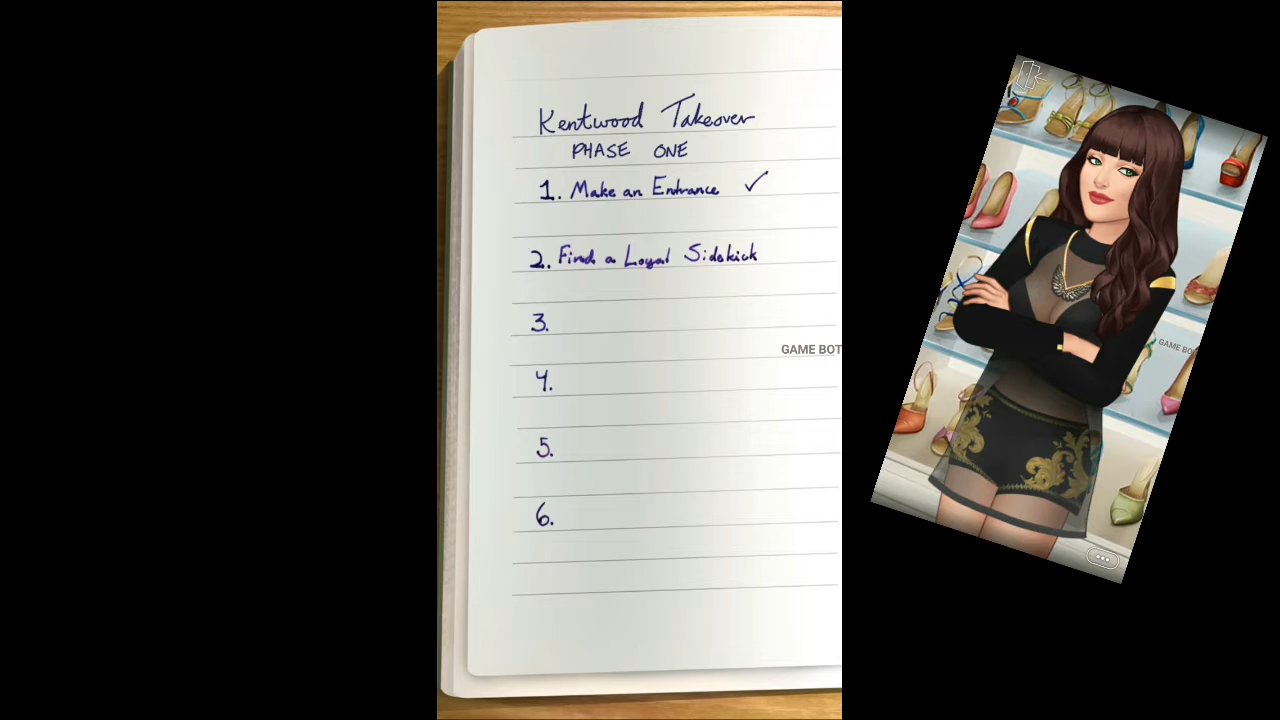 Kentwood Takeover
PHASE ONE
1. Make an Entrance ✓
2. Find a Loyal Sidekick
3.
GAME BOT
4.
5.
6.
GAME BOT